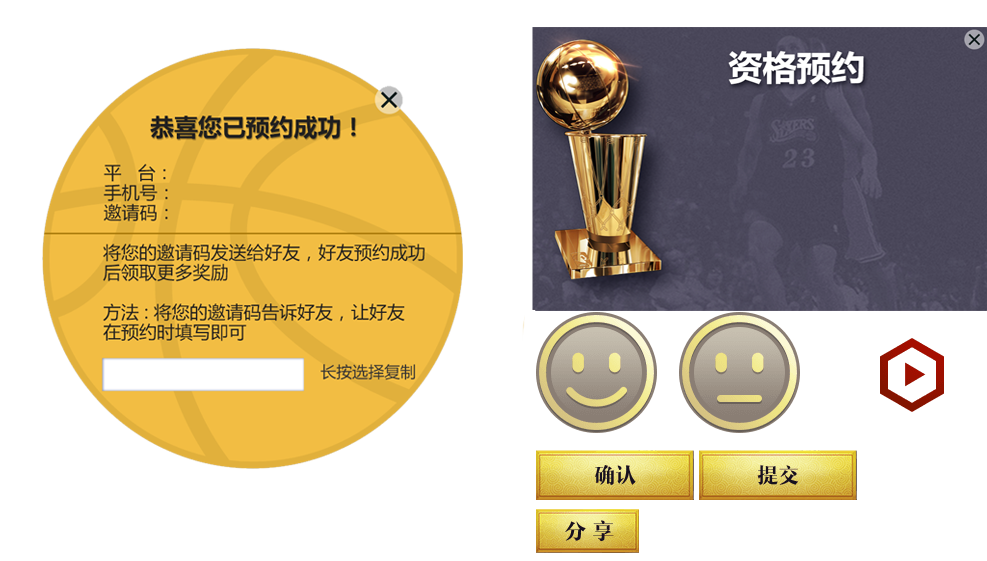 恭喜您已预约成功！
平 台：
手机号：
邀请码：
将您的邀请码发送给好友，好友预约成功
后领取更多奖励
方法：将您的邀请码告诉好友，让好友
在预约时填写即可
长按选择复制
资格预约
SIXERS
23
确认
提交
分享